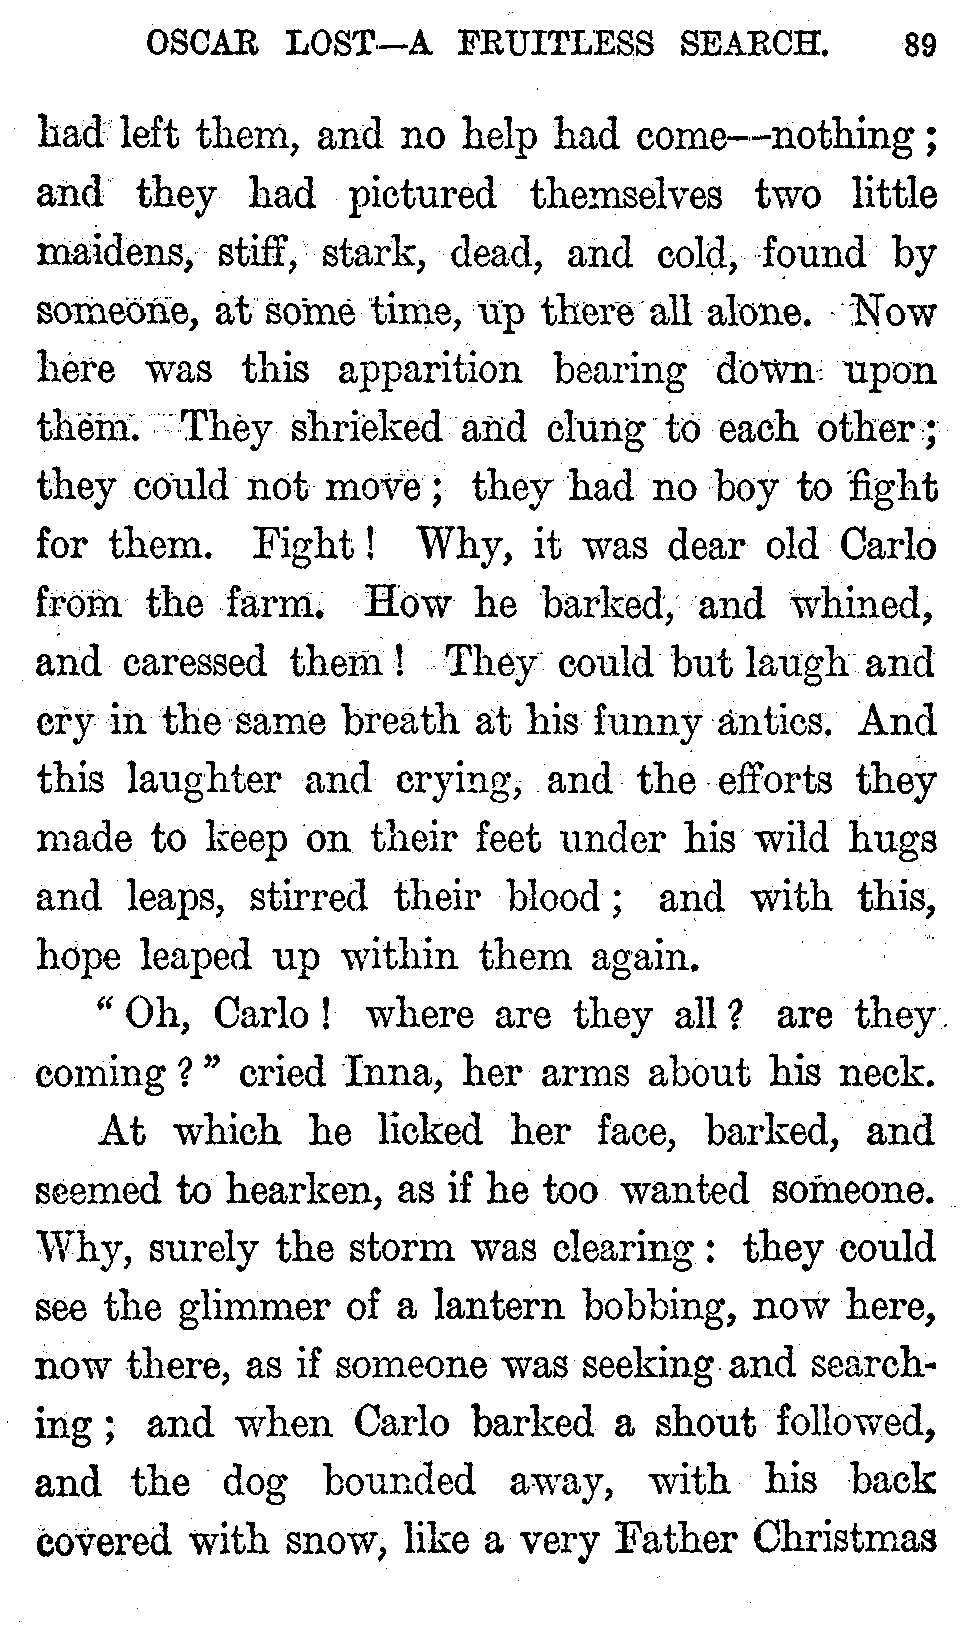 OSCAR LOST—A FRUITLESS SEARCH. 89
had left them, and no help had come—nothing;
and they had pictured themselves two little
maidens, stiff, stark, dead, and cold, found by
someone, at some time, up there all alone. Now
here was this apparition bearing down upon
them. They shrieked and clung to each other;
they could not move; they had no boy to fight
for them. Fight! Why, it was dear old Carlo
from the farm. How he barked, and whined,
and caressed them! They could but laugh and
cry in the same breath at his funny antics. And
this laughter and crying, and the efforts they
made to keep on their feet under his wild hugs
and leaps, stirred their blood; and with this,
hope leaped up within them again.
"Oh, Carlo! where are they all? are they
coming?" cried Inna, her arms about his neck.
At which he licked her face, barked, and
seemed to hearken, as if he too wanted someone.
Why, surely the storm was clearing: they could
see the glimmer of a lantern bobbing, now here,
now there, as if someone was seeking and search-
ing; and when Carlo barked a shout followed,
and the dog bounded away, with his back
covered with snow, like a very Father Christmas